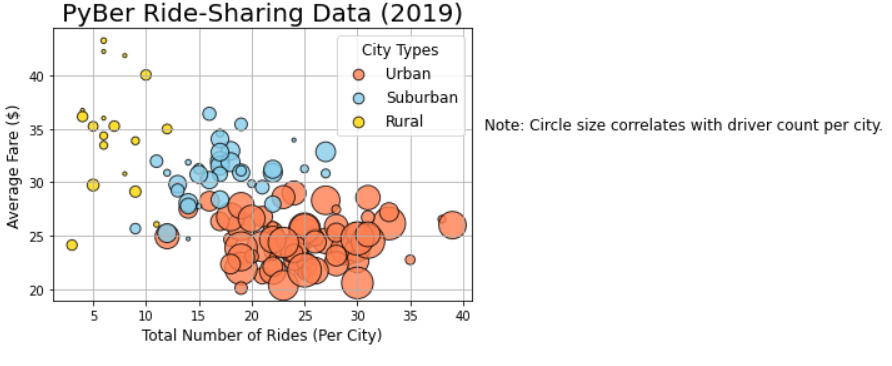 PyBer Ride-Sharing Data (2019)
City Types
Urban
Suburban
Rural
Note: Circle size correlates with driver count per city.
Average Fare ($)
40
35
30
25
20
5 10 15 20 25 30 35 40
Total Number of Rides (Per City)